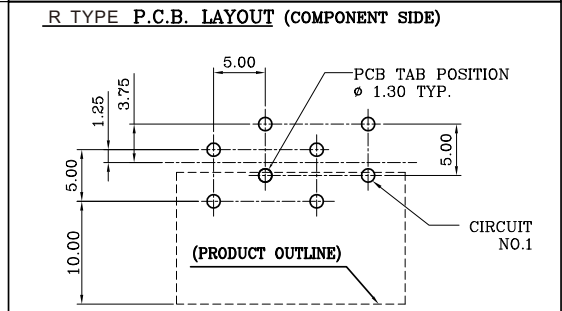 R TYPE P.C.B. LAYOUT (COMPONENT SIDE)
5.00
PCB TAB POSITION
ø 1.30 TYP.
1.25
3.75
5.00
5.00
10.00
CIRCUIT
NO.1
(PRODUCT OUTLINE)